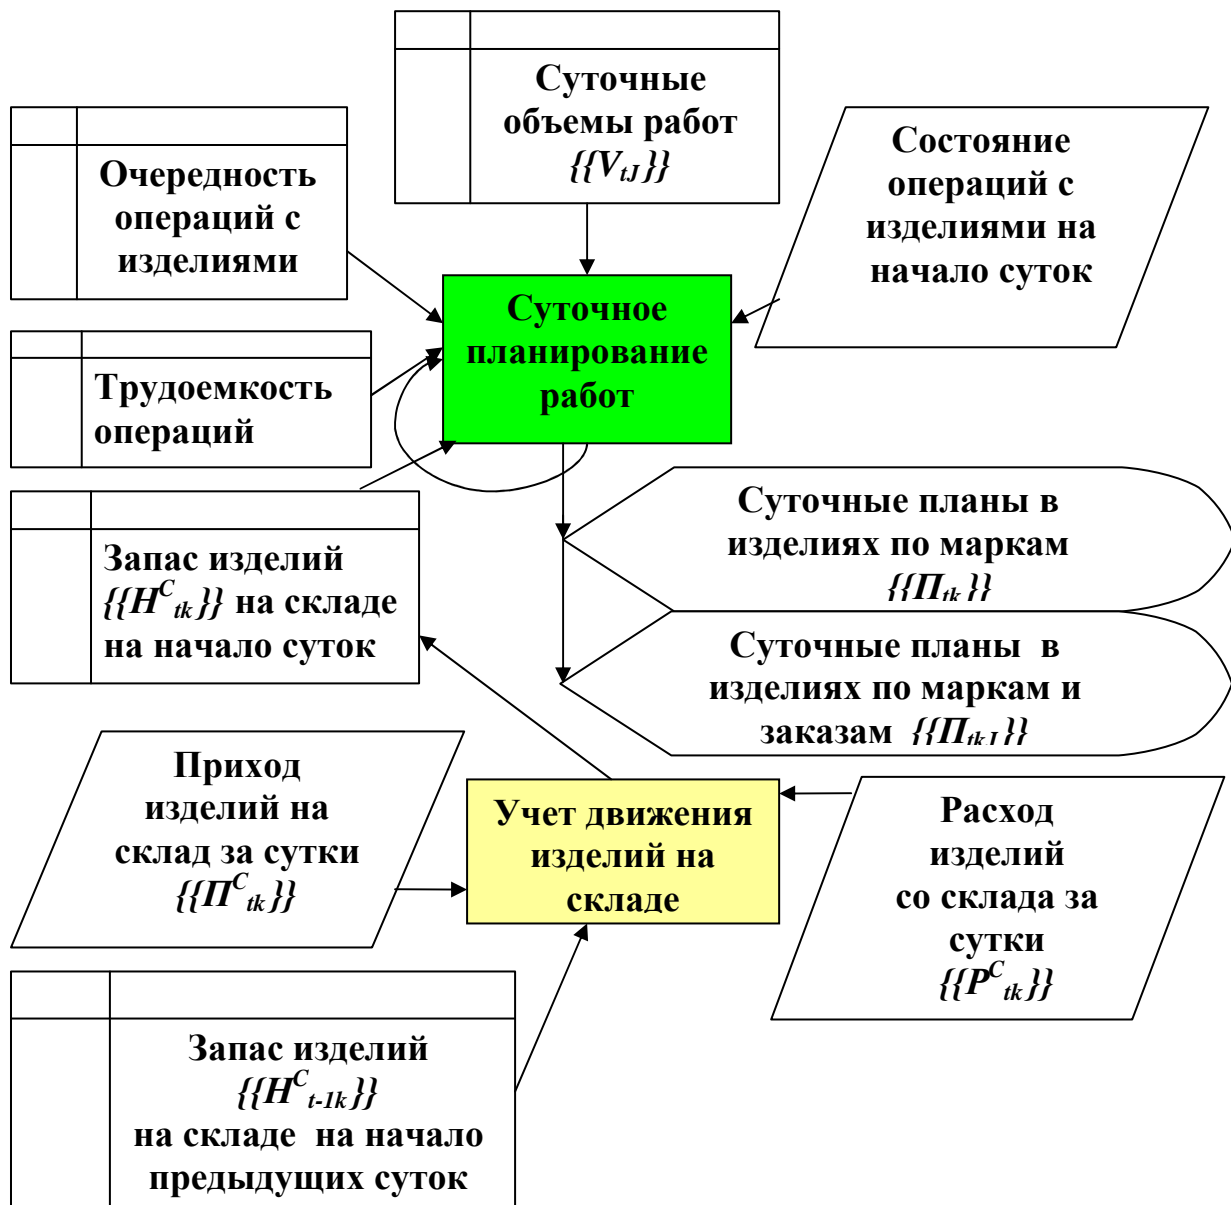 Суточные
объемы работ
{{V_tJ}}
Очередность
операций с
изделиями
Состояние
операций с
изделиями на
начало суток
Суточное
планирование
работ
Трудоемкость
операций
Запас изделий
{{H^C_tk}} на складе
на начало суток
Суточные планы в
изделиях по маркам
{{П_tk}}
Суточные планы в
изделиях по маркам и
заказам {{П_tkJ}}
Приход
изделий на
склад за сутки
{{П^C_tk}}
Учет движения
изделий на
складе
Расход
изделий
со склада за
сутки
{{P^C_tk}}
Запас изделий
{{H^C_t-1k}}
на складе на начало
предыдущих суток